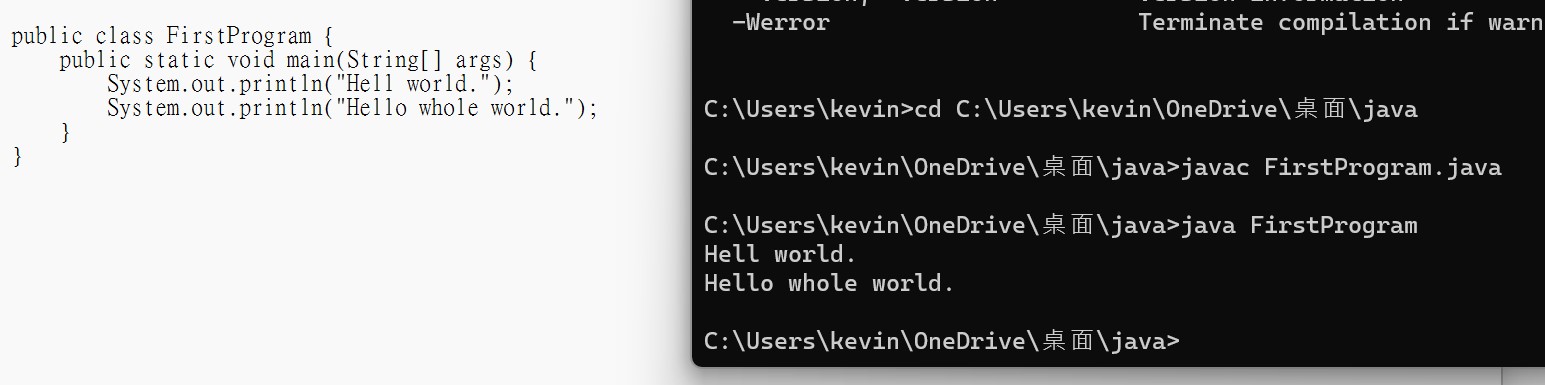 public class FirstProgram {
    public static void main(String[] args) {
        System.out.println("Hell world.");
        System.out.println("Hello whole world.");
    }
}
-Werror                     Terminate compilation if warn
C:\Users\kevin>cd C:\Users\kevin\OneDrive\桌面\java
C:\Users\kevin\OneDrive\桌面\java>javac FirstProgram.java
C:\Users\kevin\OneDrive\桌面\java>java FirstProgram
Hell world.
Hello whole world.
C:\Users\kevin\OneDrive\桌面\java>